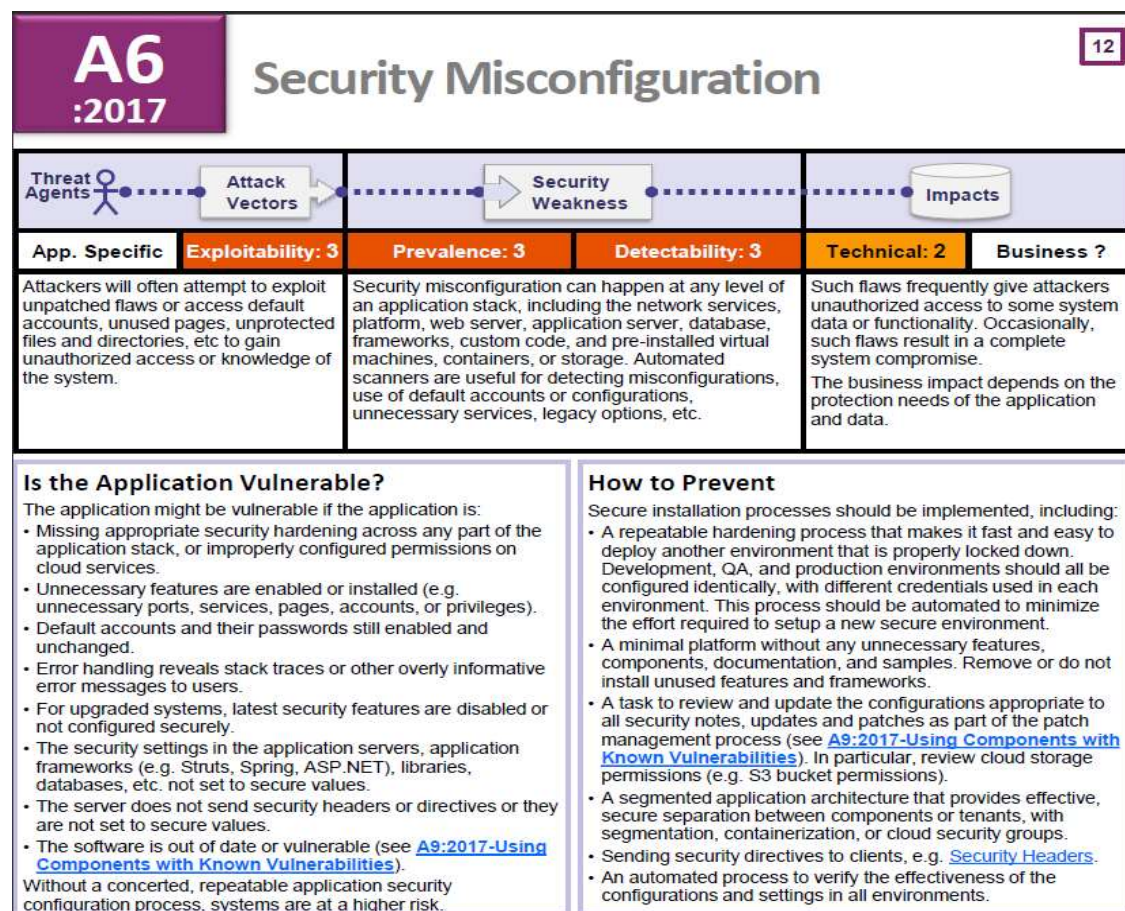 A6
:2017
Security Misconfiguration
12
Threat
Agents
Attack
Vectors
Security
Weakness
Impacts
App. Specific
Exploitability: 3
Prevalence: 3
Detectability: 3
Technical: 2
Business ?
Attackers will often attempt to exploit
unpatched flaws or access default
accounts, unused pages, unprotected
files and directories, etc to gain
unauthorized access or knowledge of
the system.
Security misconfiguration can happen at any level of
an application stack, including the network services,
platform, web server, application server, database,
frameworks, custom code, and pre-installed virtual
machines, containers, or storage. Automated
scanners are useful for detecting misconfigurations,
use of default accounts or configurations,
unnecessary services, legacy options, etc.
Such flaws frequently give attackers
unauthorized access to some system
data or functionality. Occasionally,
such flaws result in a complete
system compromise.
The business impact depends on the
protection needs of the application
and data.
Is the Application Vulnerable?
The application might be vulnerable if the application is:
• Missing appropriate security hardening across any part of the
application stack, or improperly configured permissions on
cloud services.
• Unnecessary features are enabled or installed (e.g.
unnecessary ports, services, pages, accounts, or privileges).
• Default accounts and their passwords still enabled and
unchanged.
• Error handling reveals stack traces or other overly informative
error messages to users.
• For upgraded systems, latest security features are disabled or
not configured securely.
• The security settings in the application servers, application
frameworks (e.g. Struts, Spring, ASP.NET), libraries,
databases, etc. not set to secure values.
• The server does not send security headers or directives or they
are not set to secure values.
• The software is out of date or vulnerable (see A9:2017-Using
Components with Known Vulnerabilities).
Without a concerted, repeatable application security
configuration process, systems are at a higher risk.
How to Prevent
Secure installation processes should be implemented, including:
• A repeatable hardening process that makes it fast and easy to
deploy another environment that is properly locked down.
Development, QA, and production environments should all be
configured identically, with different credentials used in each
environment. This process should be automated to minimize
the effort required to setup a new secure environment.
• A minimal platform without any unnecessary features,
components, documentation, and samples. Remove or do not
install unused features and frameworks.
• A task to review and update the configurations appropriate to
all security notes, updates and patches as part of the patch
management process (see A9:2017-Using Components with
Known Vulnerabilities). In particular, review cloud storage
permissions (e.g. S3 bucket permissions).
• A segmented application architecture that provides effective,
secure separation between components or tenants, with
segmentation, containerization, or cloud security groups.
• Sending security directives to clients, e.g. Security Headers.
• An automated process to verify the effectiveness of the
configurations and settings in all environments.